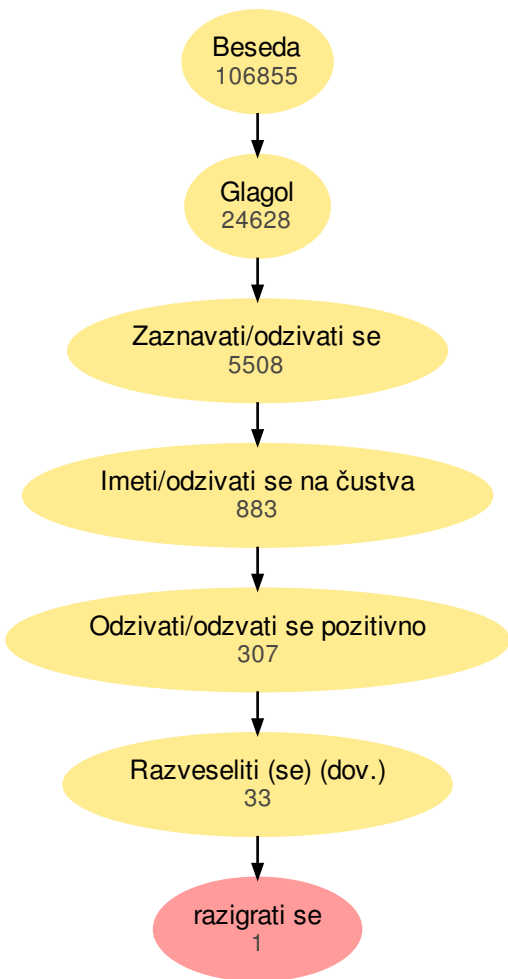 Beseda
106855
Glagol
24628
Zaznavati/odzivati se
5508
Imeti/odzivati se na čustva
883
Odzivati/odzvati se pozitivno
307
Razveseliti (se) (dov.)
33
razigrati se
1